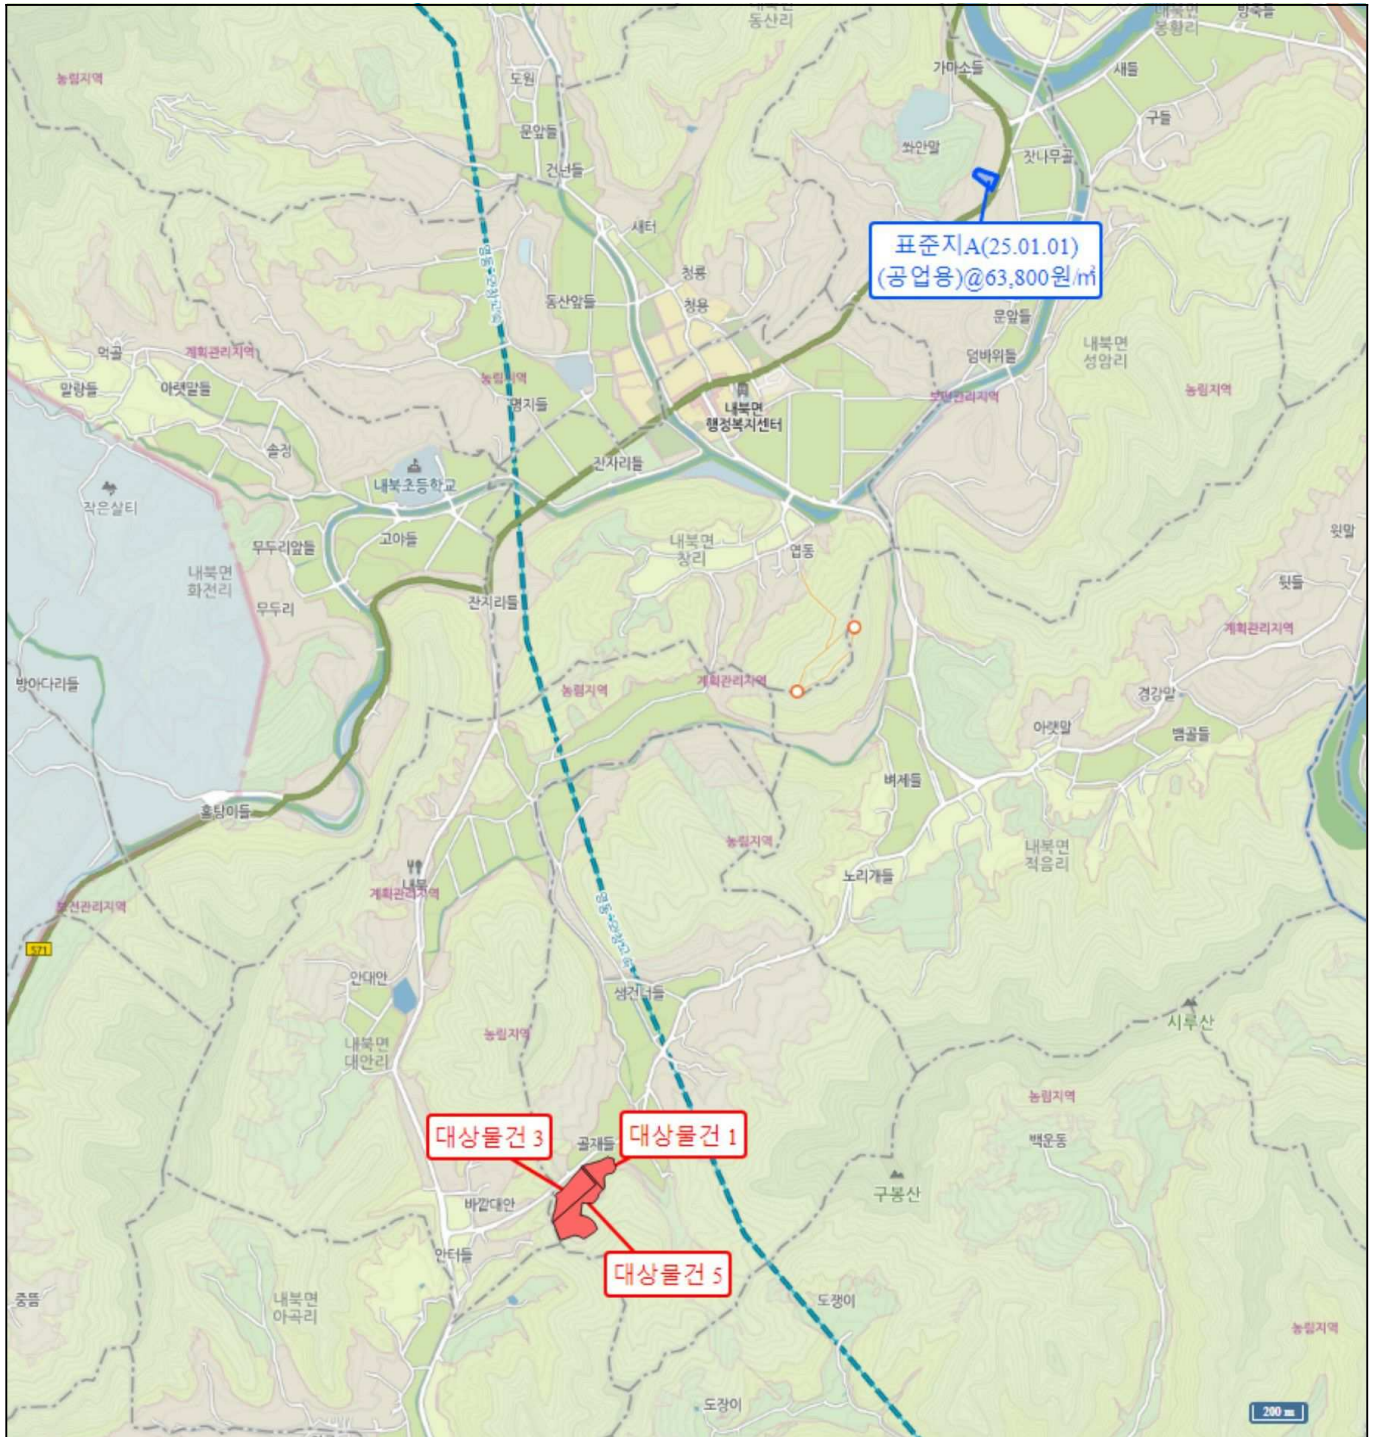 내북면
동산리
내북면
봉황리
방죽들
농림지역
도원
가마소들
새들
문앞들
구들
쏴안말
잣나무골
건넌들
새터
표준지A(25.01.01)
(공업용)@63,800원/㎡
청룡
청용
동산앞들
문앞들
내북면
성암리
덤바위들
억골
계획관리지역
말랑들
아랫말들
농림지역
명지들
내북면
행정복지센터
보전관리지역
농림지역
솔정
잔자리들
내북초등학교
작은살티
무두리앞들
고야들
내북면
창리
엽동
윗말
내북면
화전리
무두리
잔지리들
뒷들
계획관리지역
방아다리들
농림지역
계획관리지역
경강말
아랫말
뱀골들
벼제들
홀탕이들
농림지역
내북면
적음리
내북
계획관리지역
노리개들
보전관리지역
571
안대안
샘건너들
시루산
농림지역
내북면
대안리
농림지역
백운동
대상물건 3
골재들
대상물건 1
구봉산
바깥대안
안터들
대상물건 5
중뜸
내북면
아곡리
도쟁이
농림지역
도장이
200 m